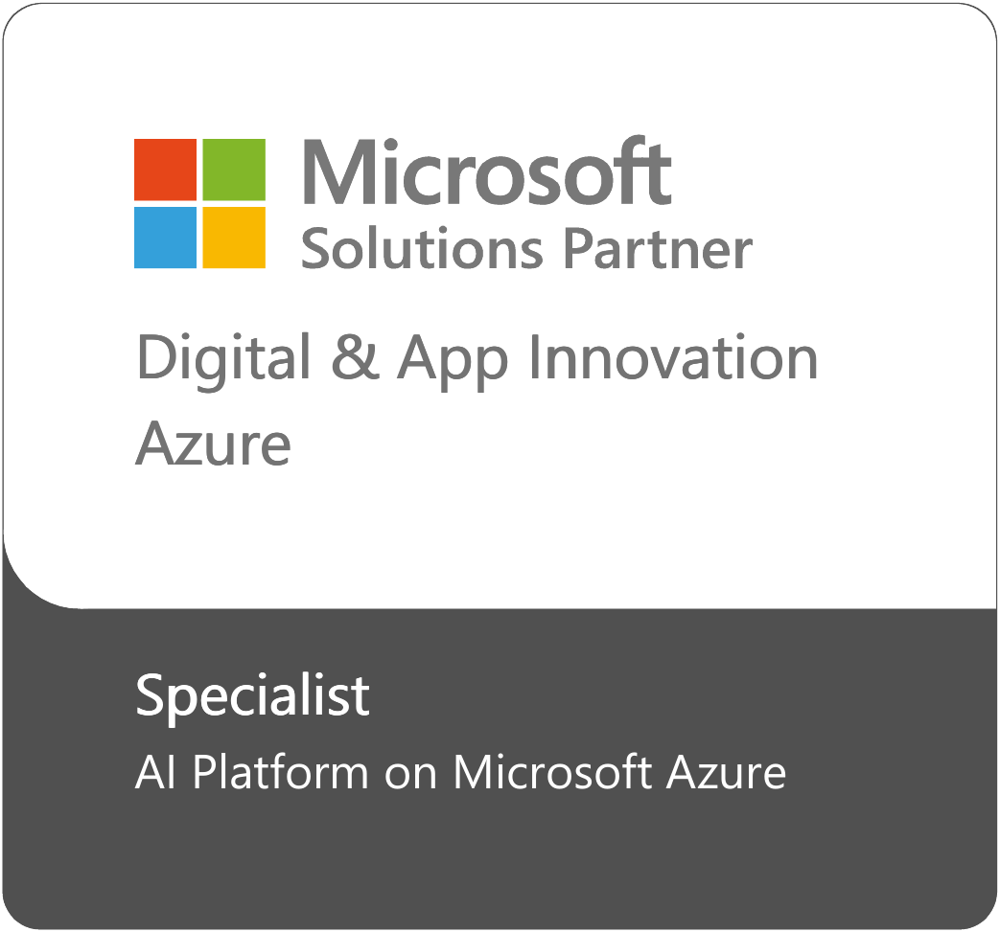 Microsoft
Solutions Partner
Digital & App Innovation
Azure
Specialist
AI Platform on Microsoft Azure